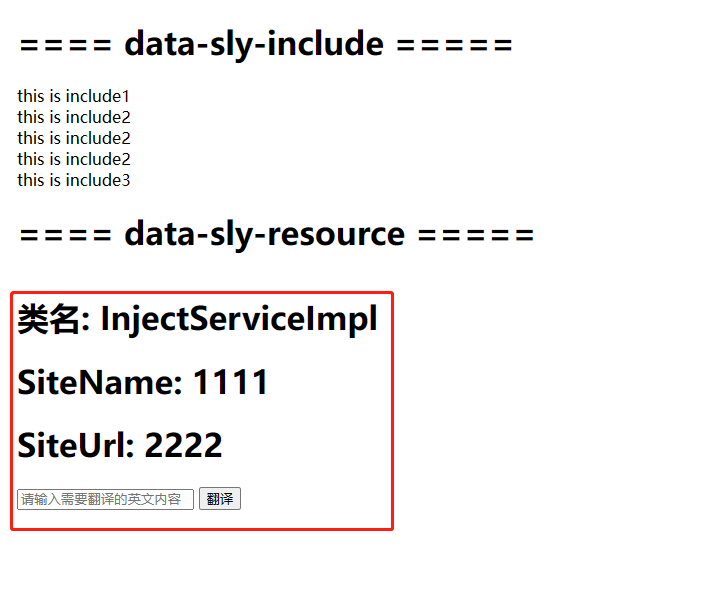 ==== data-sly-include =====
this is include1
this is include2
this is include2
this is include2
this is include3
==== data-sly-resource =====
类名: InjectServiceImpl
SiteName: 1111
SiteUrl: 2222
请输入需要翻译的英文内容 翻译